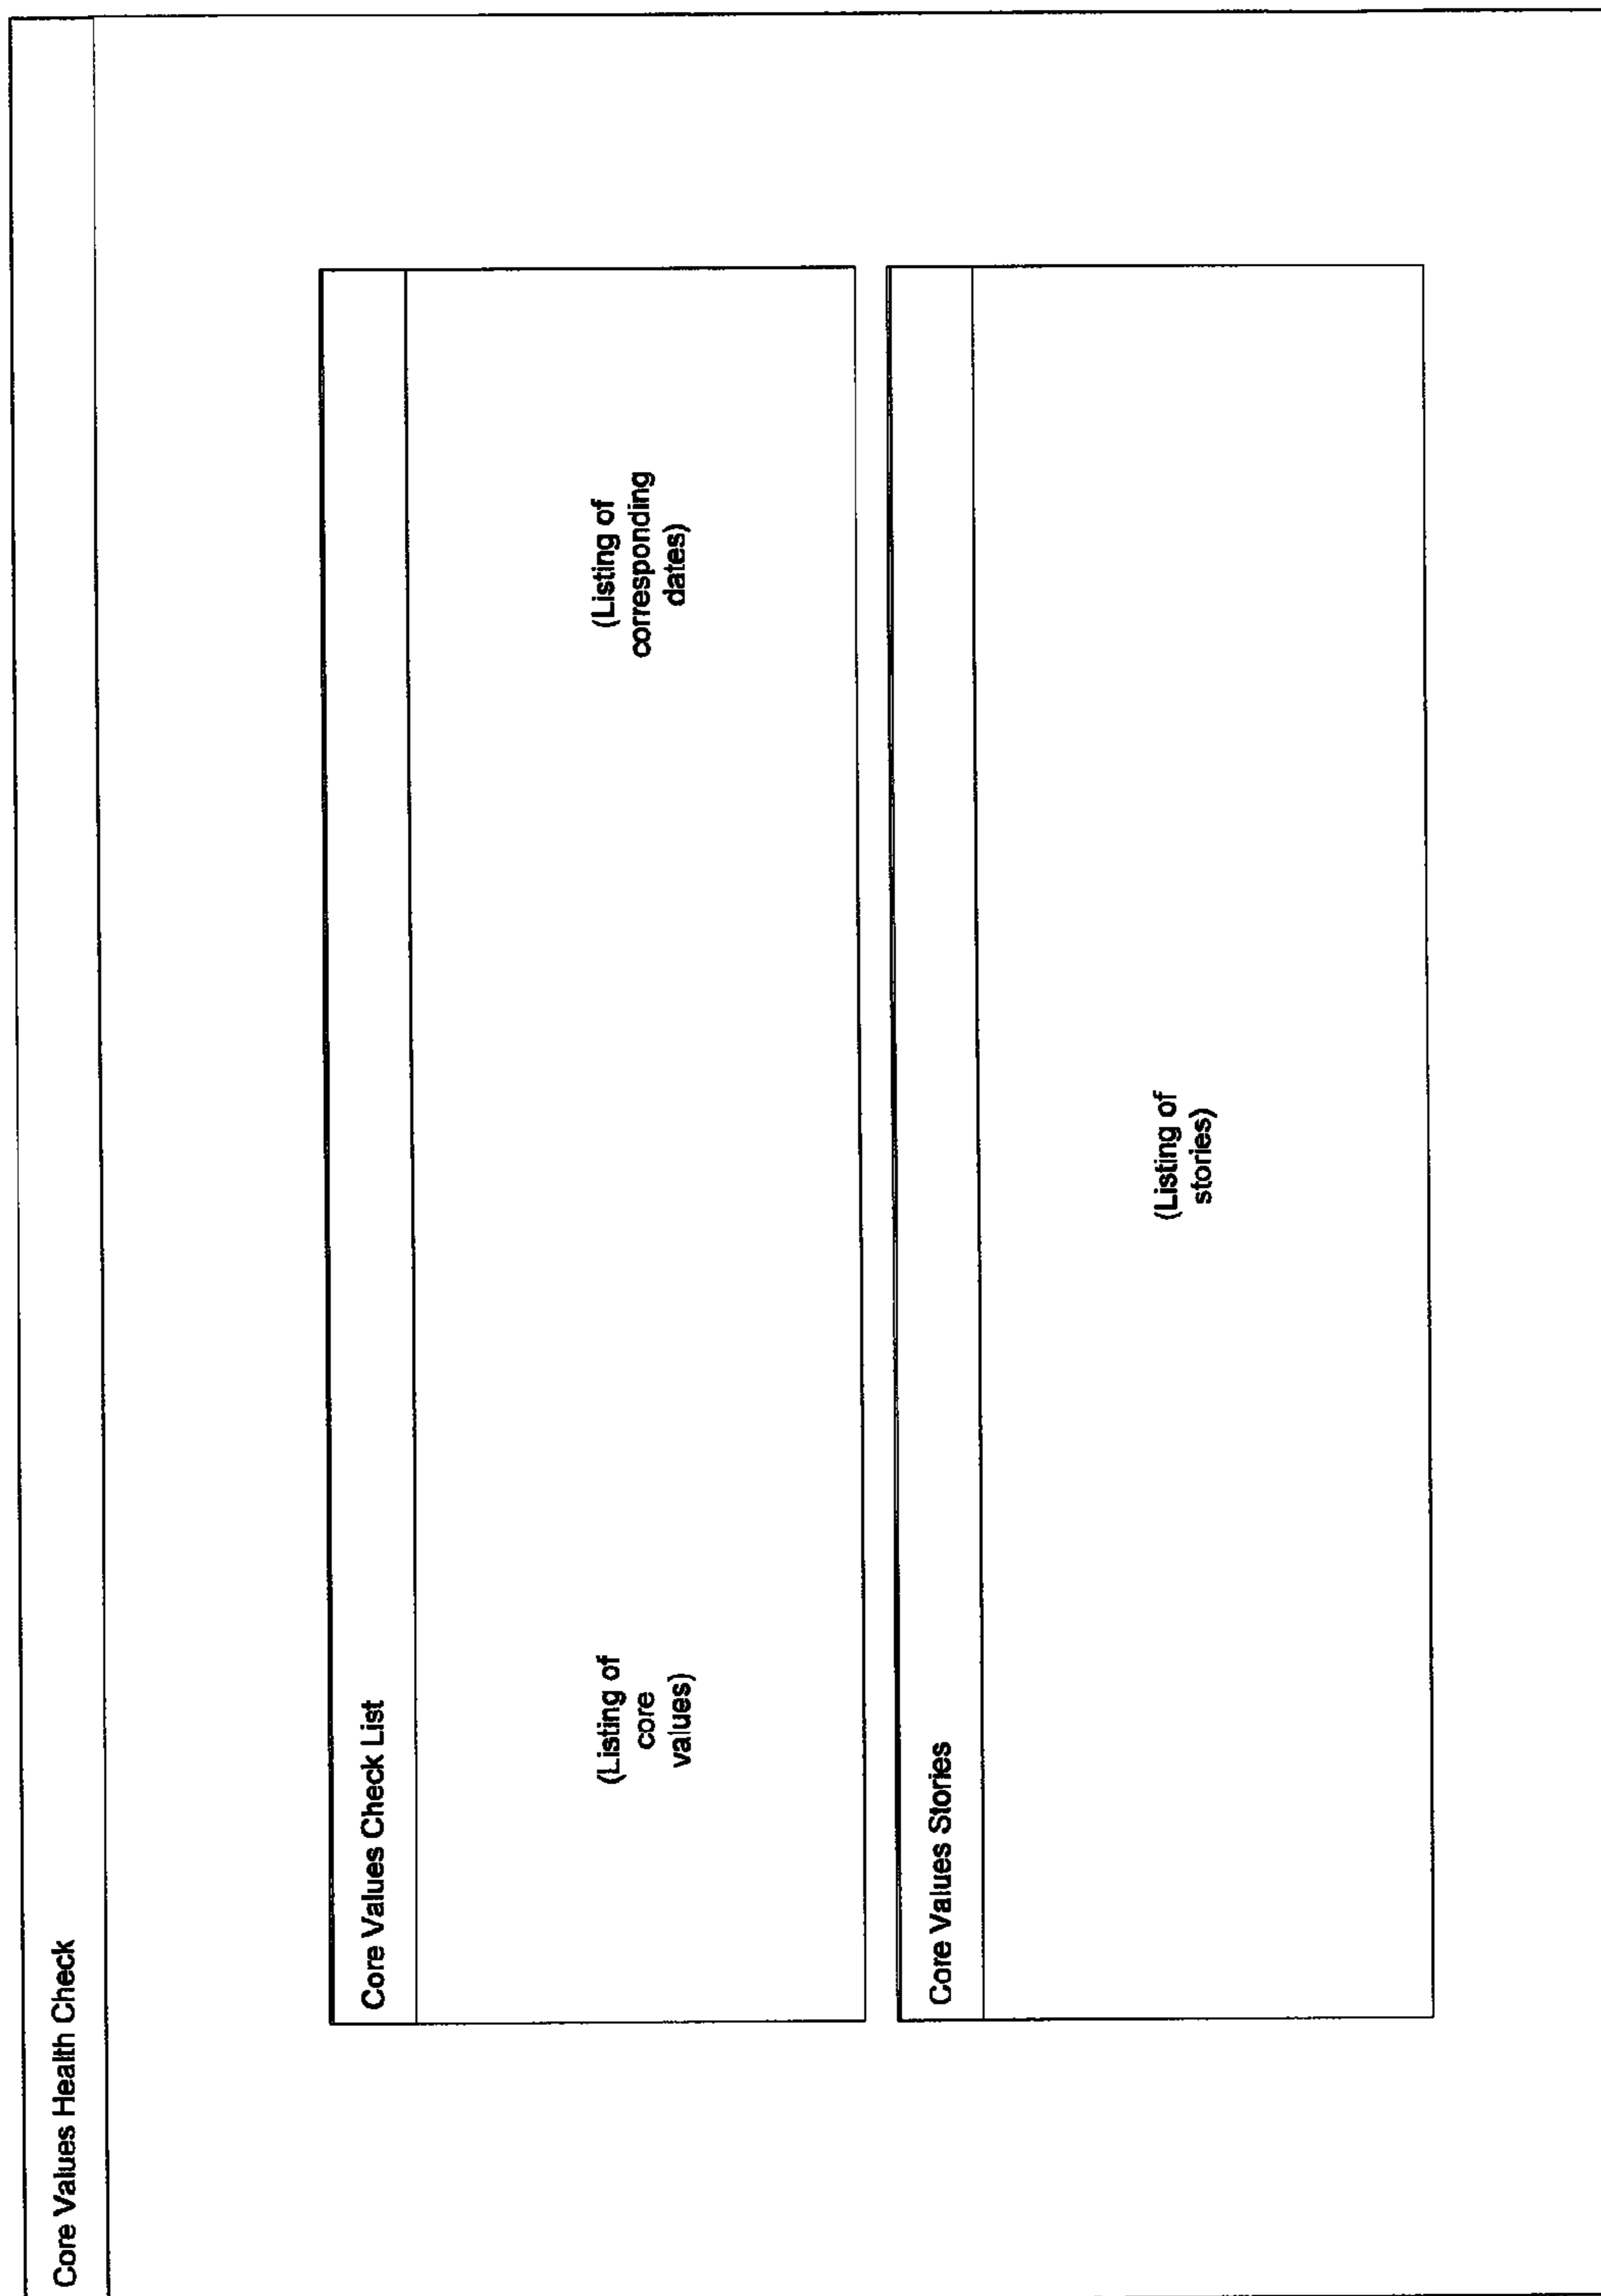 Core Values Health Check
Core Values Check List
(Listing of
core
values)
(Listing of
corresponding
dates)
Core Values Stories
(Listing of
stories)